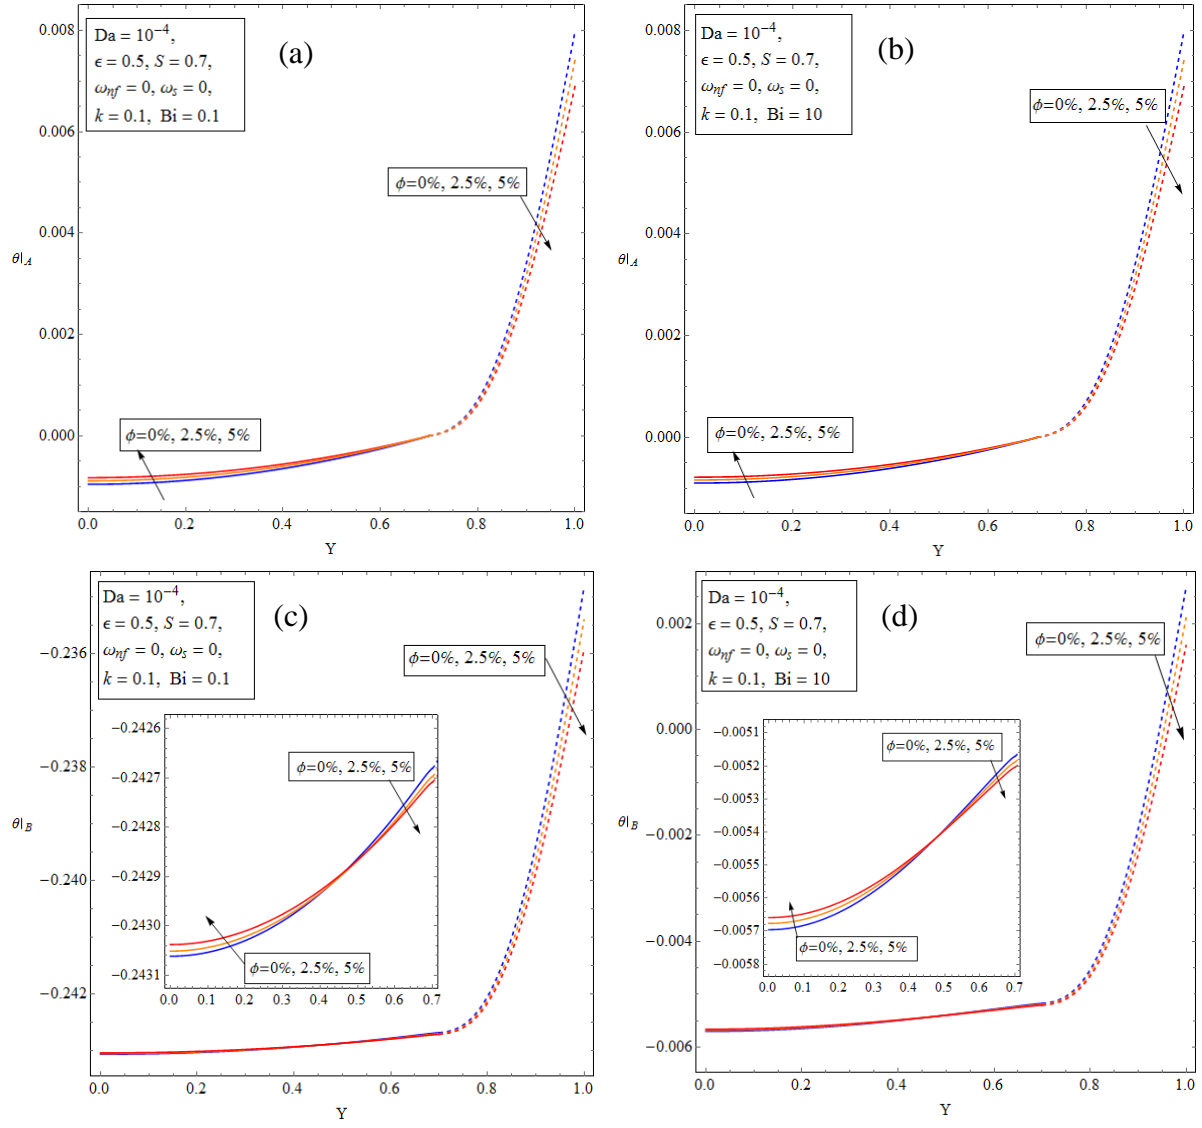 Da = 10⁻⁴,
ϵ = 0.5, S = 0.7,
ω_nf = 0, ω_s = 0,
k = 0.1, Bi = 0.1
(a)
ϕ=0%, 2.5%, 5%
ϕ=0%, 2.5%, 5%
0.008
0.006
0.004
0.002
0.000
θ|_A
0.0 0.2 0.4 0.6 0.8 1.0
Y
Da = 10⁻⁴,
ϵ = 0.5, S = 0.7,
ω_nf = 0, ω_s = 0,
k = 0.1, Bi = 10
(b)
ϕ=0%, 2.5%, 5%
ϕ=0%, 2.5%, 5%
0.008
0.006
0.004
0.002
0.000
θ|_A
0.0 0.2 0.4 0.6 0.8 1.0
Y
Da = 10⁻⁴,
ϵ = 0.5, S = 0.7,
ω_nf = 0, ω_s = 0,
k = 0.1, Bi = 0.1
(c)
ϕ=0%, 2.5%, 5%
−0.236
−0.238
−0.240
−0.242
θ|_B
−0.2426
−0.2427
−0.2428
−0.2429
−0.2430
−0.2431
ϕ=0%, 2.5%, 5%
ϕ=0%, 2.5%, 5%
0.0 0.1 0.2 0.3 0.4 0.5 0.6 0.7
0.0 0.2 0.4 0.6 0.8 1.0
Y
Da = 10⁻⁴,
ϵ = 0.5, S = 0.7,
ω_nf = 0, ω_s = 0,
k = 0.1, Bi = 10
(d)
ϕ=0%, 2.5%, 5%
0.002
0.000
−0.002
−0.004
−0.006
θ|_B
−0.0051
−0.0052
−0.0053
−0.0054
−0.0055
−0.0056
−0.0057
−0.0058
ϕ=0%, 2.5%, 5%
ϕ=0%, 2.5%, 5%
0.0 0.1 0.2 0.3 0.4 0.5 0.6 0.7
0.0 0.2 0.4 0.6 0.8 1.0
Y